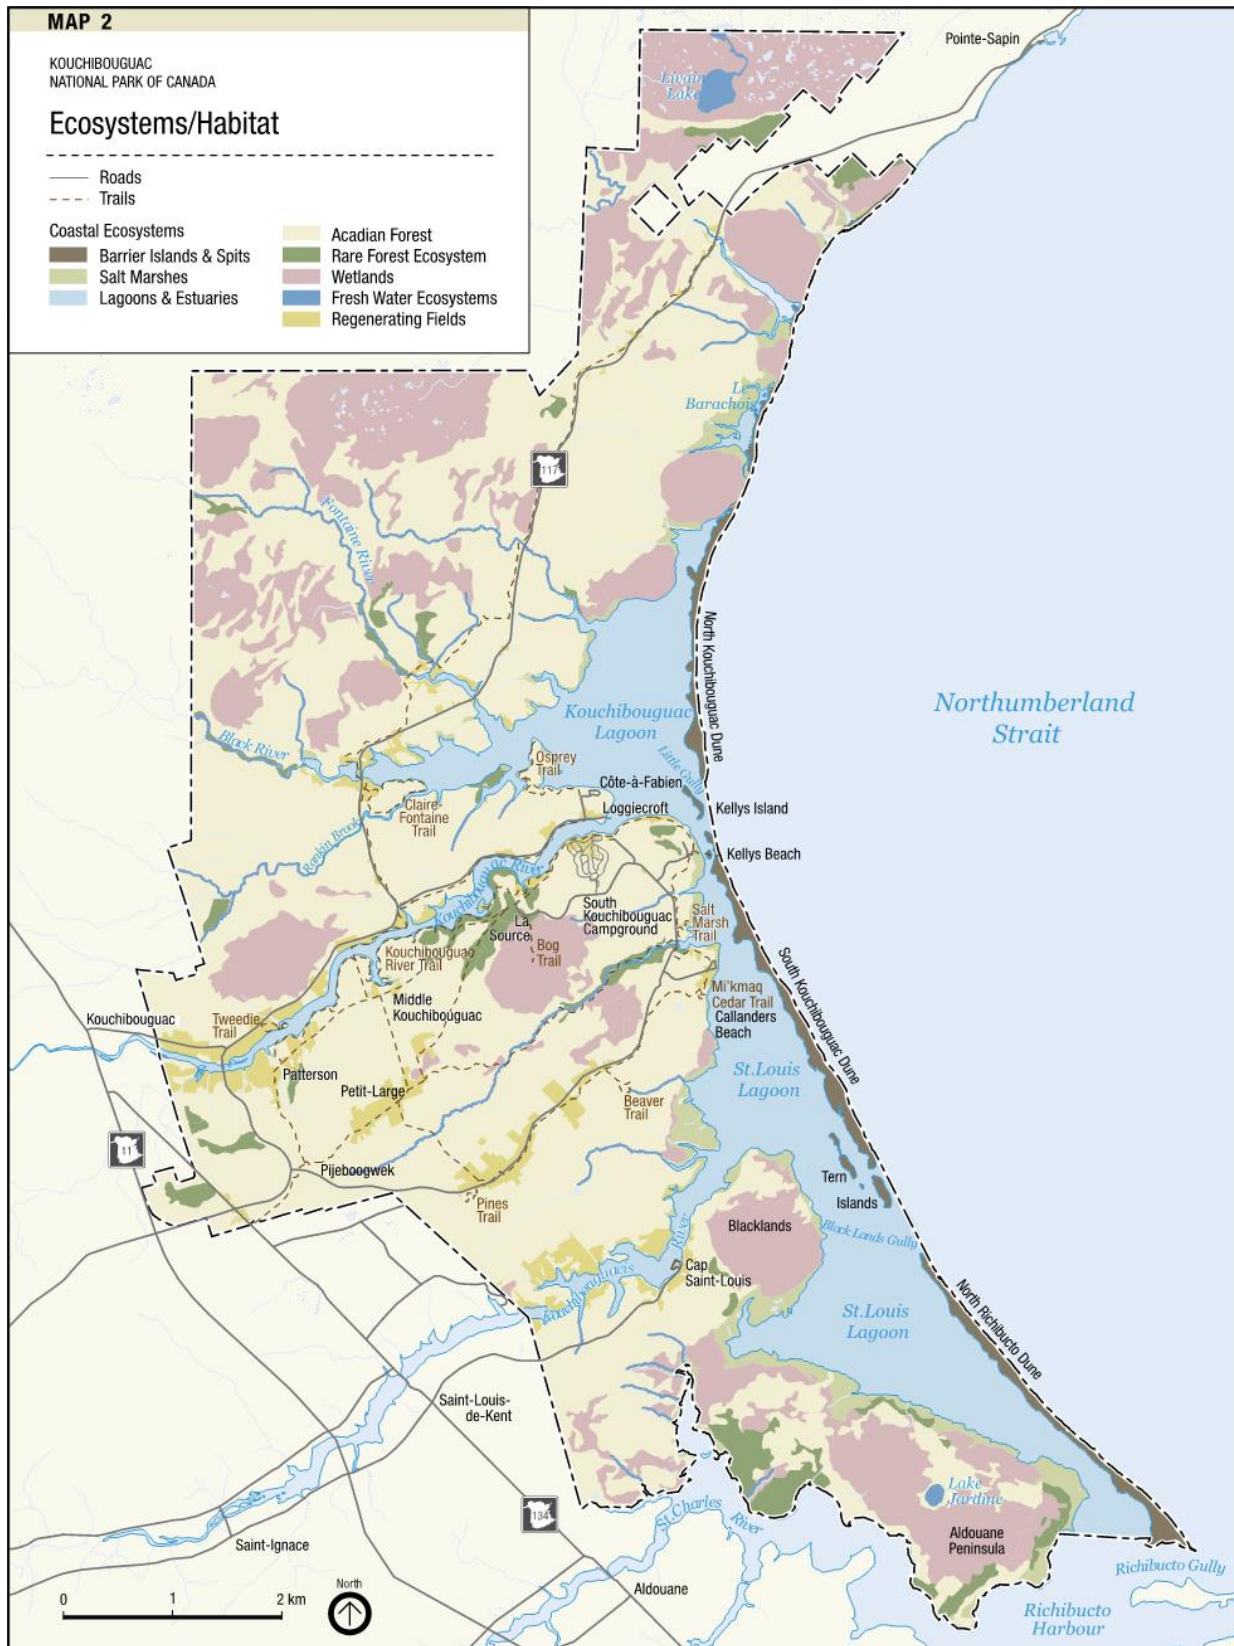 MAP 2
KOUCHIBOUGUAC
NATIONAL PARK OF CANADA
Ecosystems/Habitat
Roads
Trails
Coastal Ecosystems
Barrier Islands & Spits
Salt Marshes
Lagoons & Estuaries
Acadian Forest
Rare Forest Ecosystem
Wetlands
Fresh Water Ecosystems
Regenerating Fields
Pointe-Sapin
Livain
Lake
Le
Barachois
117
Fontaine River
North Kouchibouguac Dune
Kouchibouguac
Lagoon
Northumberland
Strait
Black River
Osprey
Trail
Little Gully
Côte-à-Fabien
Loggiecroft
Kellys Island
Claire-
Fontaine
Trail
Rankin Brook
Kellys Beach
Kouchibouguac River
South
Kouchibouguac
Campground
Salt
Marsh
Trail
La
Source
Bog
Trail
Kouchibouguac
River Trail
South Kouchibouguac Dune
Mi'kmaq
Cedar Trail
Callanders
Beach
Middle
Kouchibouguac
Kouchibouguac
Tweedie
Trail
Patterson
Petit-Large
St.Louis
Lagoon
Beaver
Trail
11
Pijeboogwek
Tern
Islands
Pines
Trail
Blacklands
Black Lands Gully
Kouchibouguacis
River
Cap
Saint-Louis
St.Louis
Lagoon
North Richibucto Dune
Saint-Louis-
de-Kent
Lake
Jardine
134
St.Charles
River
Aldouane
Peninsula
Saint-Ignace
Aldouane
Richibucto Gully
Richibucto
Harbour
0 1 2 km
North